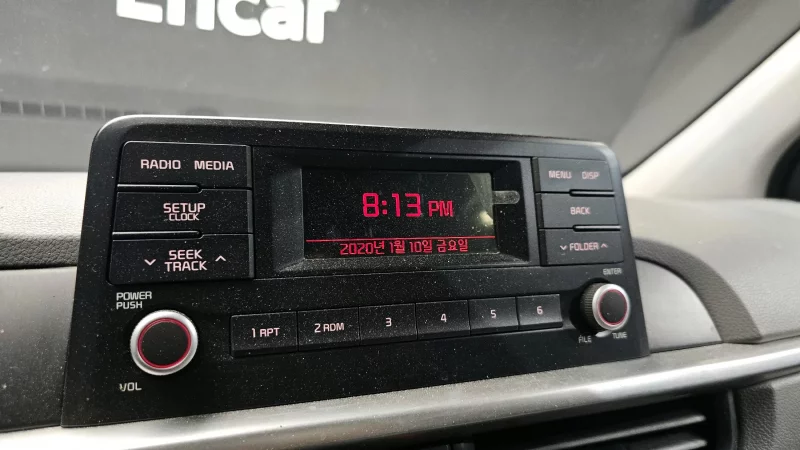 Encar
RADIO MEDIA
SETUP
CLOCK
SEEK
TRACK
POWER
PUSH
VOL
8:13 PM
2020년 1월 10일 금요일
1 RPT
2 RDM
3
4
5
6
MENU DISP
BACK
FOLDER
ENTER
FILE
TUNE